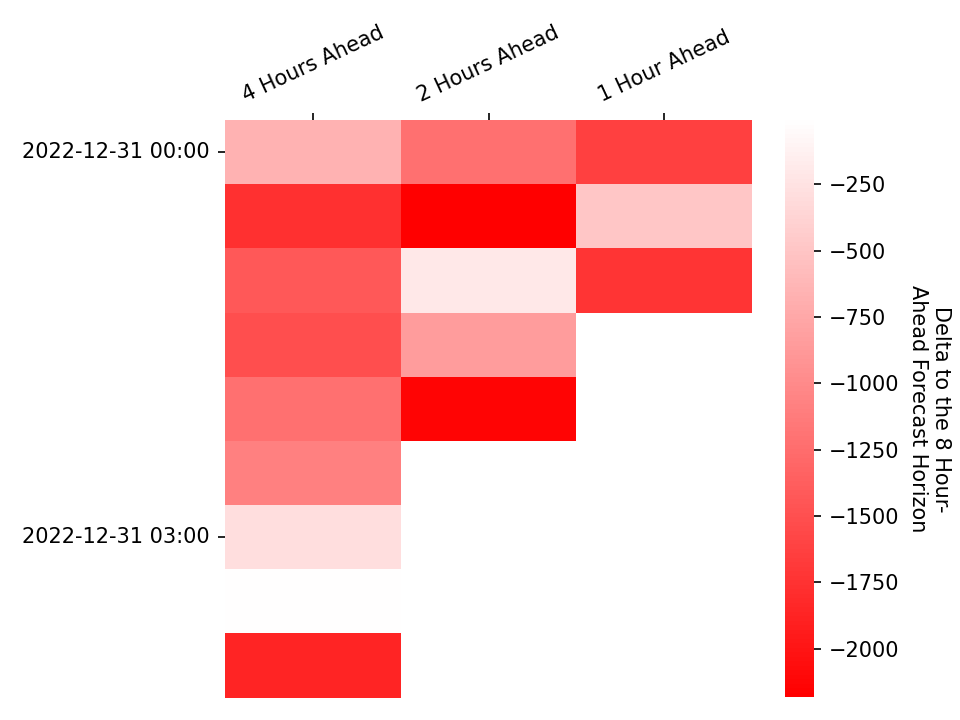 4 Hours Ahead
2 Hours Ahead
1 Hour Ahead
2022-12-31 00:00
2022-12-31 03:00
−250
−500
−750
−1000
−1250
−1500
−1750
−2000
Delta to the 8 Hour-
Ahead Forecast Horizon